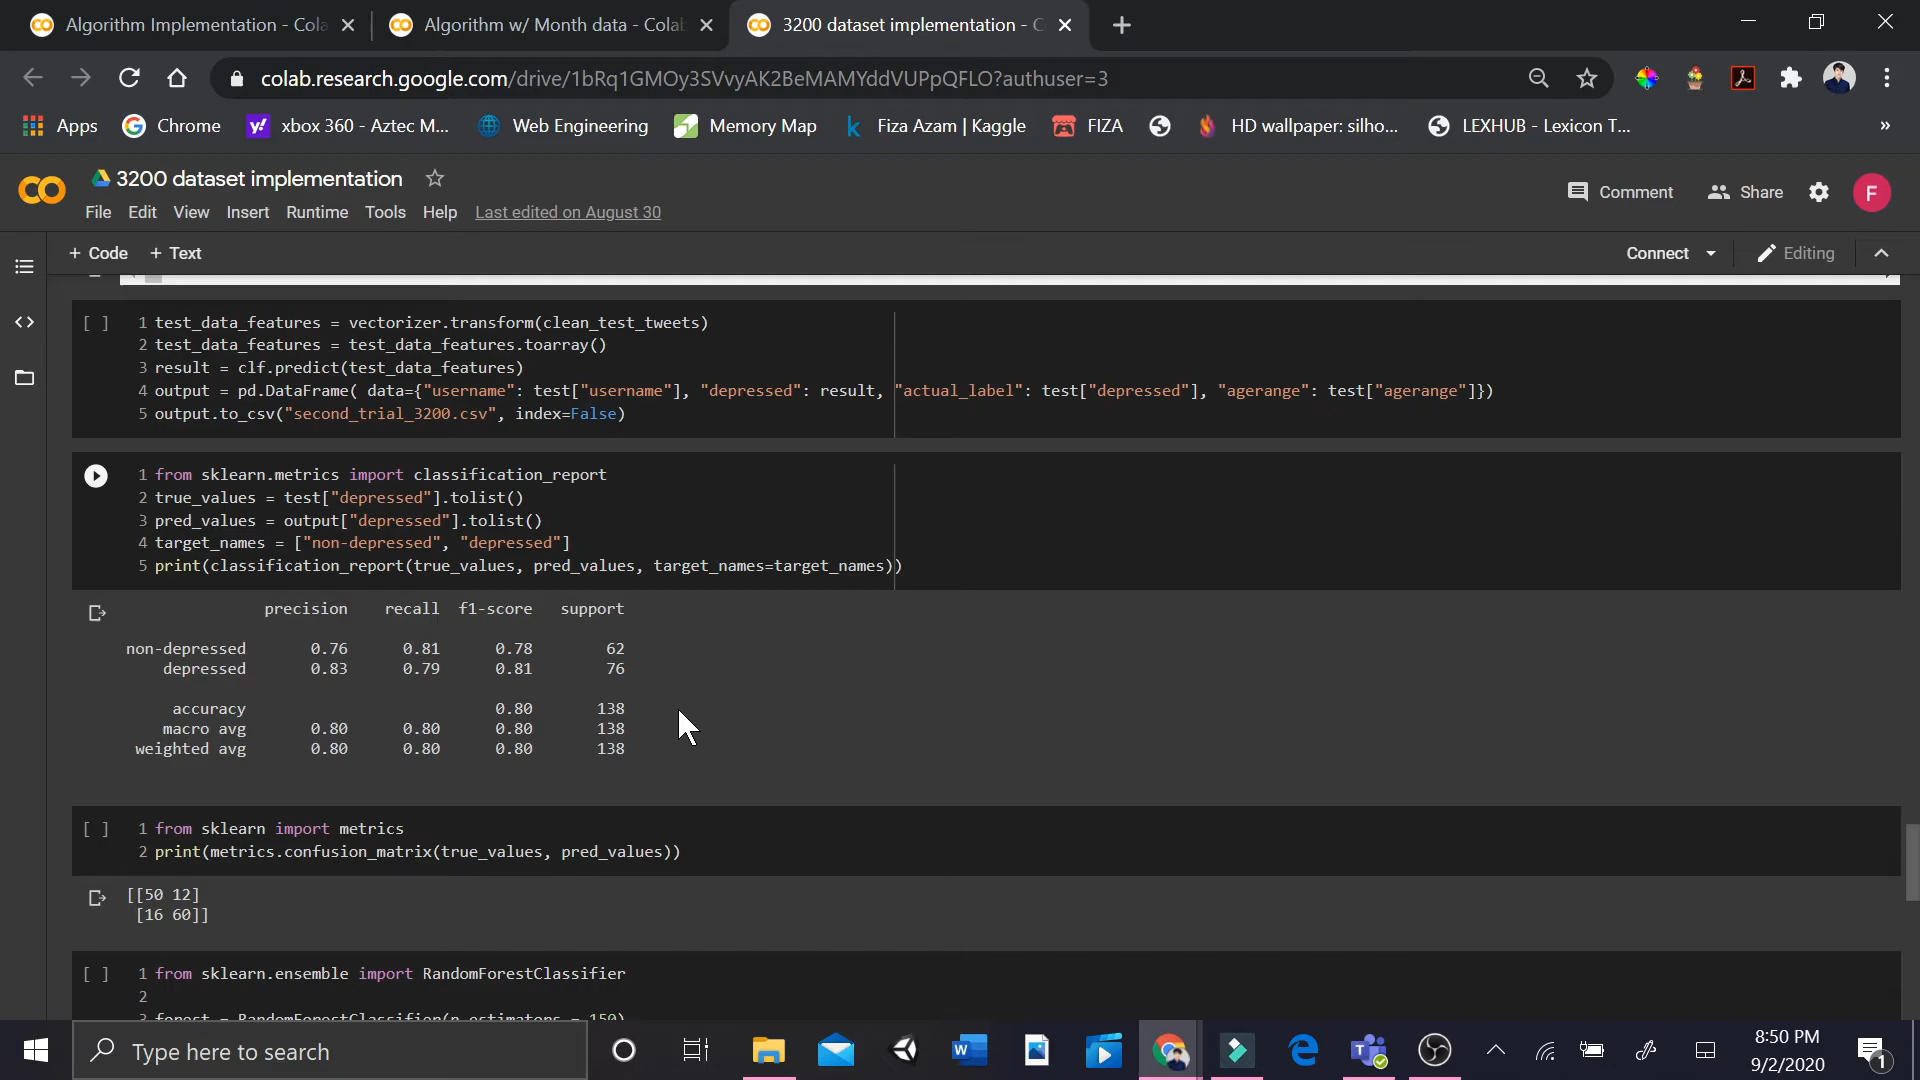 Algorithm Implementation - Cola
Algorithm w/ Month data - Colab
3200 dataset implementation - C
colab.research.google.com/drive/1bRq1GMOy3SVvyAK2BeMAMYddVUPpQFLO?authuser=3
Apps
Chrome
y!
xbox 360 - Aztec M...
Web Engineering
Memory Map
k
Fiza Azam | Kaggle
FIZA
HD wallpaper: silho...
LEXHUB - Lexicon T...
»
3200 dataset implementation
Comment
Share
F
File Edit View Insert Runtime Tools Help Last edited on August 30
+ Code + Text
Connect
Editing
[ ]
1 test_data_features = vectorizer.transform(clean_test_tweets)
2 test_data_features = test_data_features.toarray()
3 result = clf.predict(test_data_features)
4 output = pd.DataFrame( data={"username": test["username"], "depressed": result, "actual_label": test["depressed"], "agerange": test["agerange"]})
5 output.to_csv("second_trial_3200.csv", index=False)
1 from sklearn.metrics import classification_report
2 true_values = test["depressed"].tolist()
3 pred_values = output["depressed"].tolist()
4 target_names = ["non-depressed", "depressed"]
5 print(classification_report(true_values, pred_values, target_names=target_names))
precision recall f1-score support
non-depressed 0.76 0.81 0.78 62
depressed 0.83 0.79 0.81 76
accuracy 0.80 138
macro avg 0.80 0.80 0.80 138
weighted avg 0.80 0.80 0.80 138
[ ]
1 from sklearn import metrics
2 print(metrics.confusion_matrix(true_values, pred_values))
[[50 12]
[16 60]]
[ ]
1 from sklearn.ensemble import RandomForestClassifier
2
3 forest = RandomForestClassifier(n_estimators = 150)
Type here to search
W
8:50 PM
9/2/2020
1